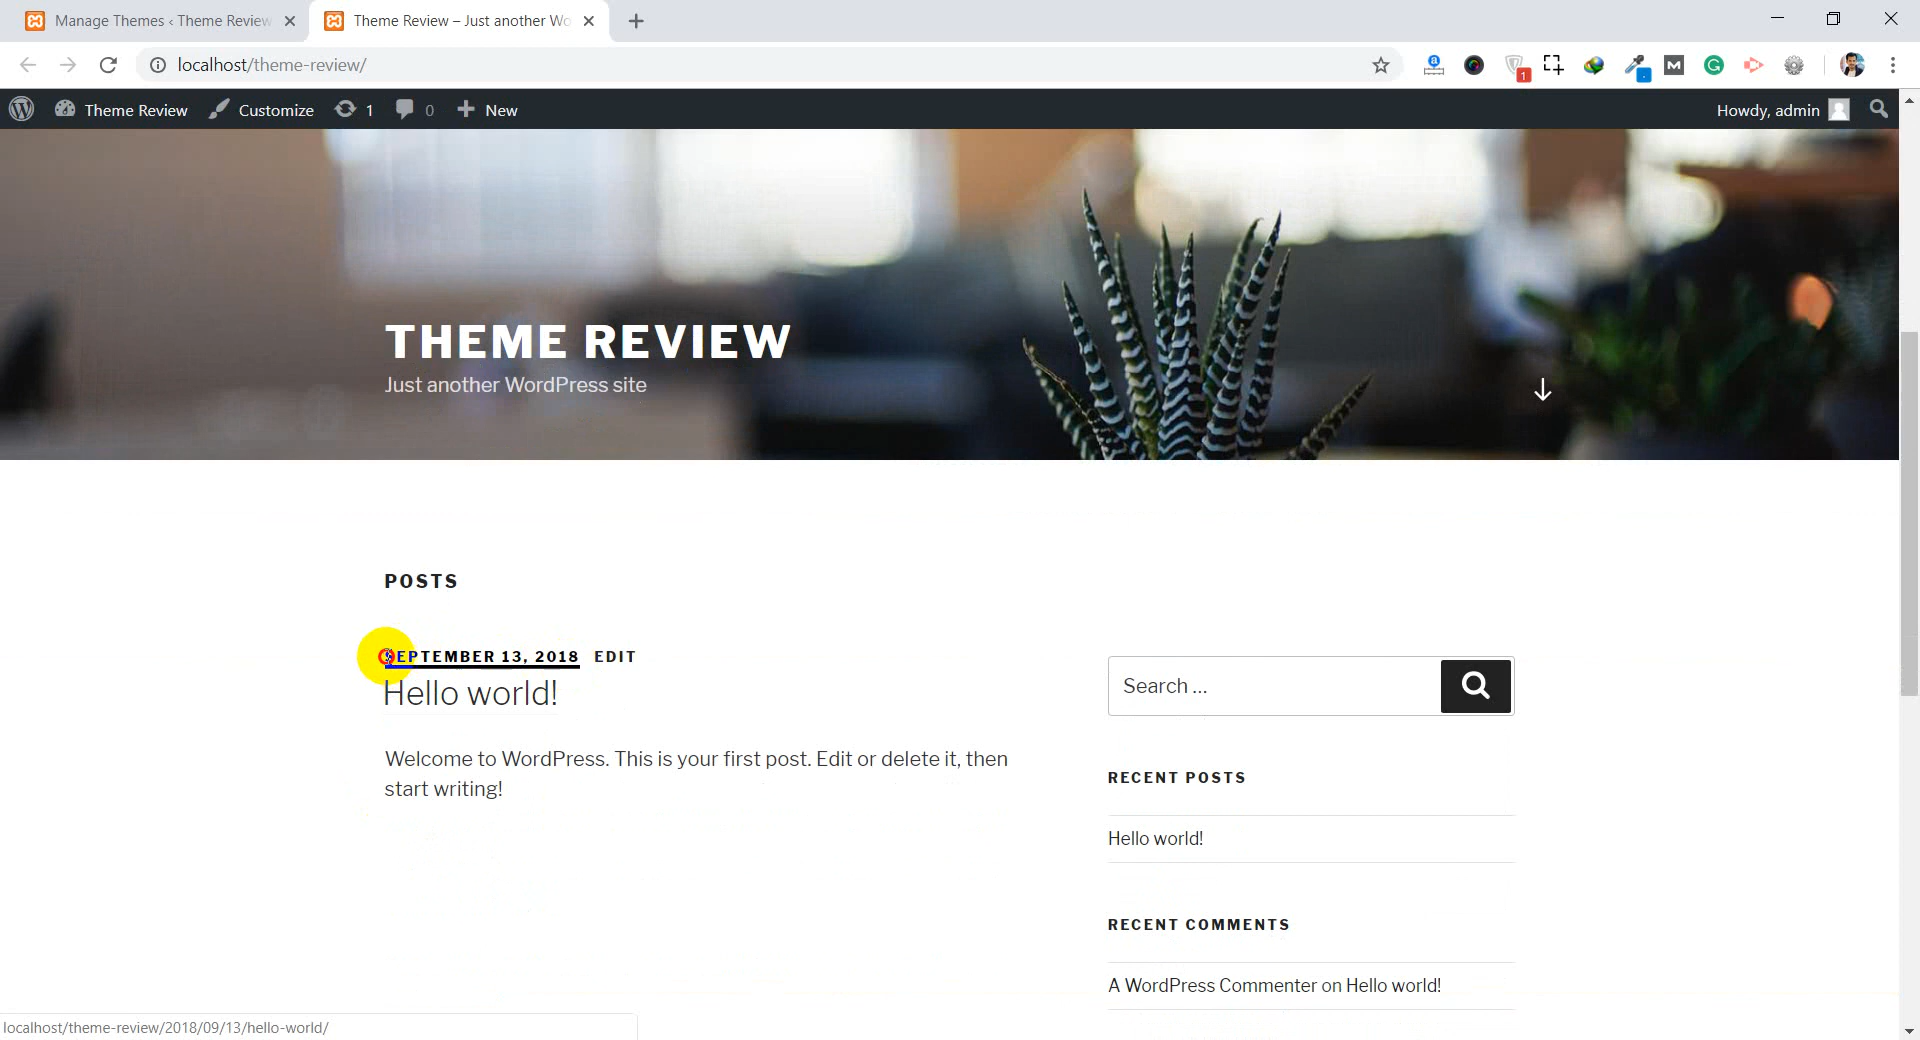 Manage Themes ‹ Theme Review
Theme Review – Just another Wo
localhost/theme-review/
1
Theme Review
Customize
1
0
New
Howdy, admin
THEME REVIEW
Just another WordPress site
POSTS
SEPTEMBER 13, 2018 EDIT
Hello world!
Welcome to WordPress. This is your first post. Edit or delete it, then
start writing!
Search …
RECENT POSTS
Hello world!
RECENT COMMENTS
A WordPress Commenter on Hello world!
localhost/theme-review/2018/09/13/hello-world/